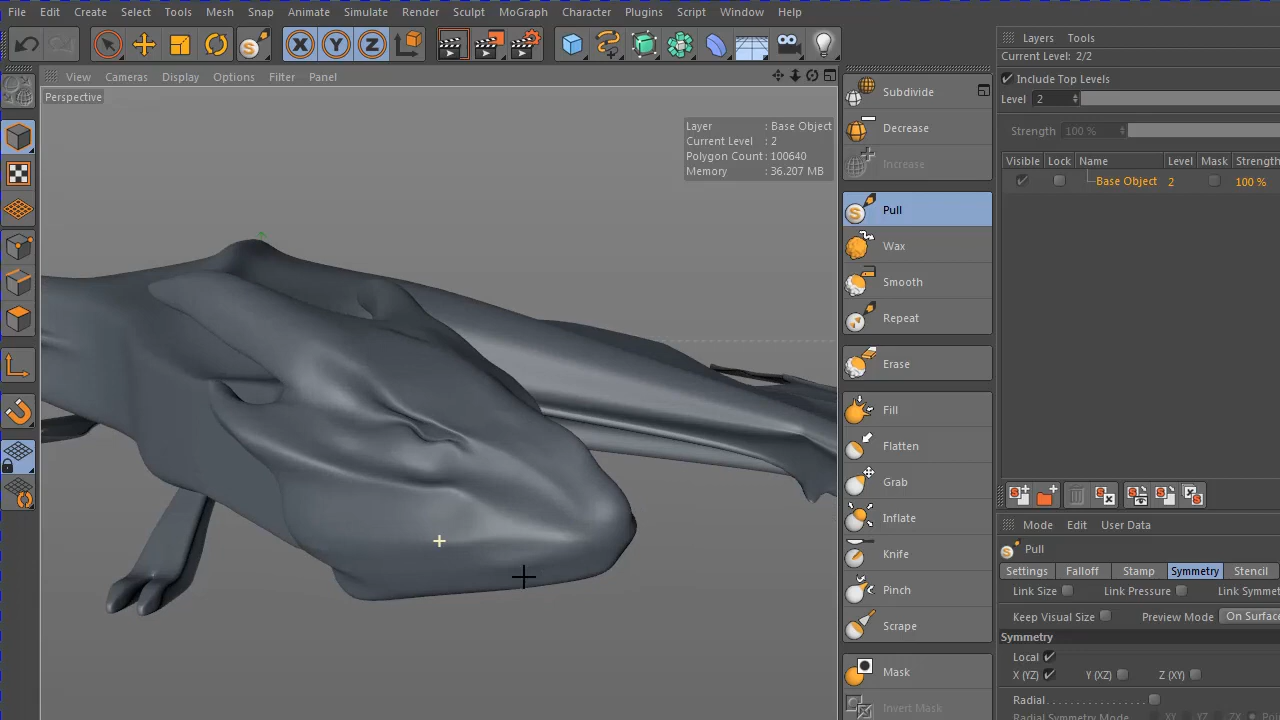 File Edit Create Select Tools Mesh Snap Animate Simulate Render Sculpt MoGraph Character Plugins Script Window Help
View Cameras Display Options Filter Panel
Perspective
Layer : Base Object
Current Level : 2
Polygon Count : 100640
Memory : 36.207 MB
Subdivide
Decrease
Increase
Pull
Wax
Smooth
Repeat
Erase
Fill
Flatten
Grab
Inflate
Knife
Pinch
Scrape
Mask
Invert Mask
Layers Tools
Current Level: 2/2
Include Top Levels
Level 2
Strength 100 %
Visible Lock Name Level Mask Strength
Base Object 2 100 %
Mode Edit User Data
Pull
Settings Falloff Stamp Symmetry Stencil
Link Size Link Pressure Link Symmet
Keep Visual Size Preview Mode On Surface
Symmetry
Local
X (YZ) Y (XZ) Z (XY)
Radial
Radial Symmetry Mode XY YZ ZX